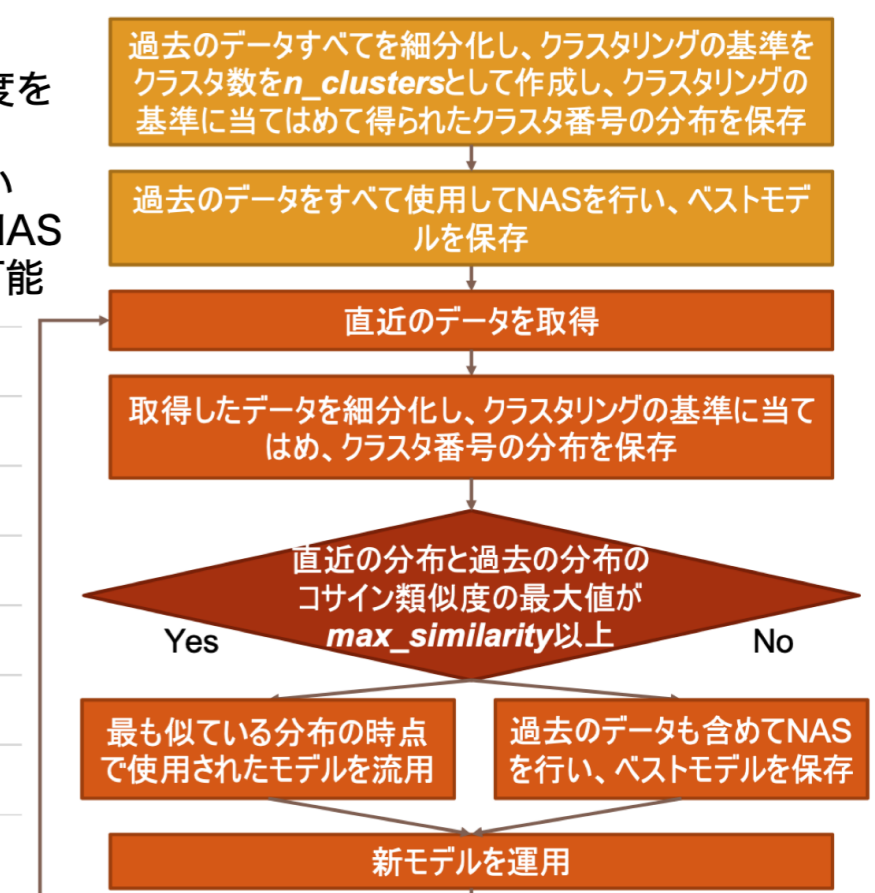 度を
い
NAS
可能
過去のデータすべてを細分化し、クラスタリングの基準を
クラスタ数をn_clustersとして作成し、クラスタリングの
基準に当てはめて得られたクラスタ番号の分布を保存
過去のデータをすべて使用してNASを行い、ベストモデ
ルを保存
直近のデータを取得
取得したデータを細分化し、クラスタリングの基準に当て
はめ、クラスタ番号の分布を保存
直近の分布と過去の分布の
コサイン類似度の最大値が
max_similarity以上
Yes
No
最も似ている分布の時点
で使用されたモデルを流用
過去のデータも含めてNAS
を行い、ベストモデルを保存
新モデルを運用